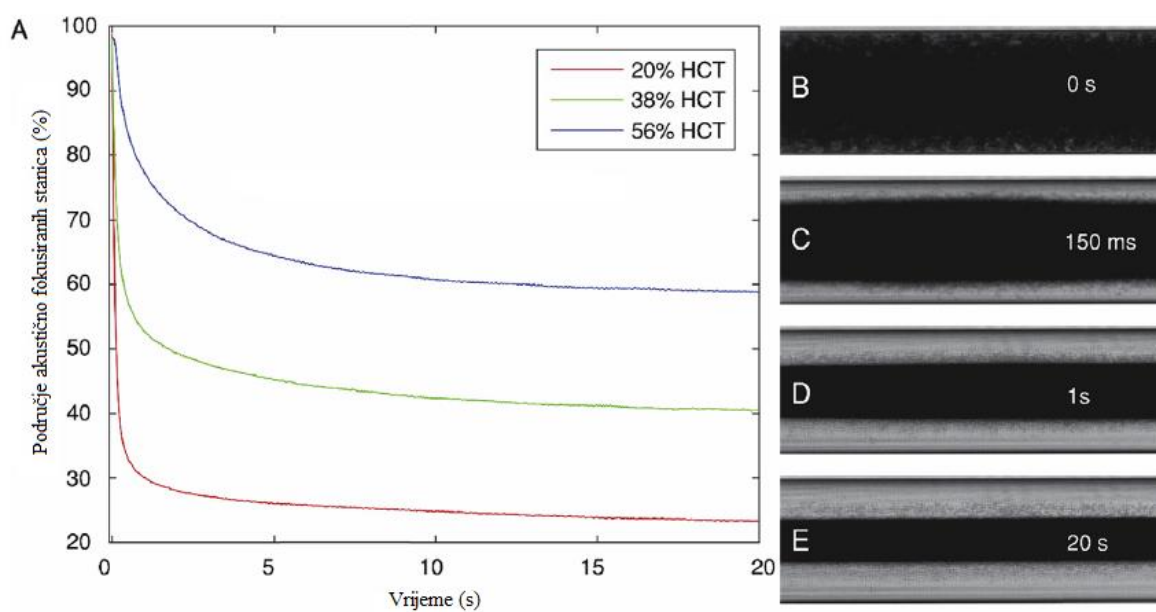 A
100
90
80
70
60
50
40
30
20
Područje akustično fokusiranih stanica (%)
20% HCT
38% HCT
56% HCT
0
5
10
15
20
Vrijeme (s)
B
0 s
C
150 ms
D
1s
E
20 s